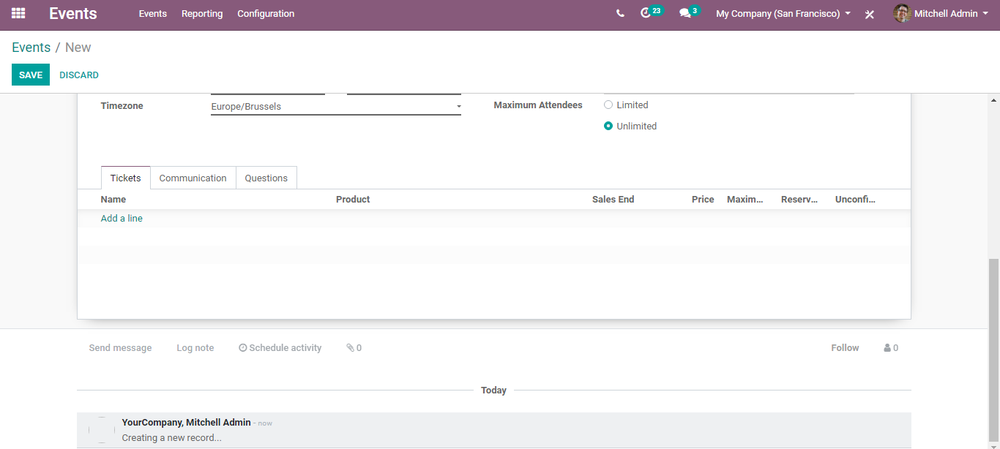 Events Events Reporting Configuration 23 3 My Company (San Francisco) Mitchell Admin
Events / New
SAVE DISCARD
Timezone Europe/Brussels Maximum Attendees Limited
Unlimited
Tickets Communication Questions
Name Product Sales End Price Maxim... Reserv... Unconfi...
Add a line
Send message Log note Schedule activity 0 Follow 0
Today
YourCompany, Mitchell Admin - now
Creating a new record...